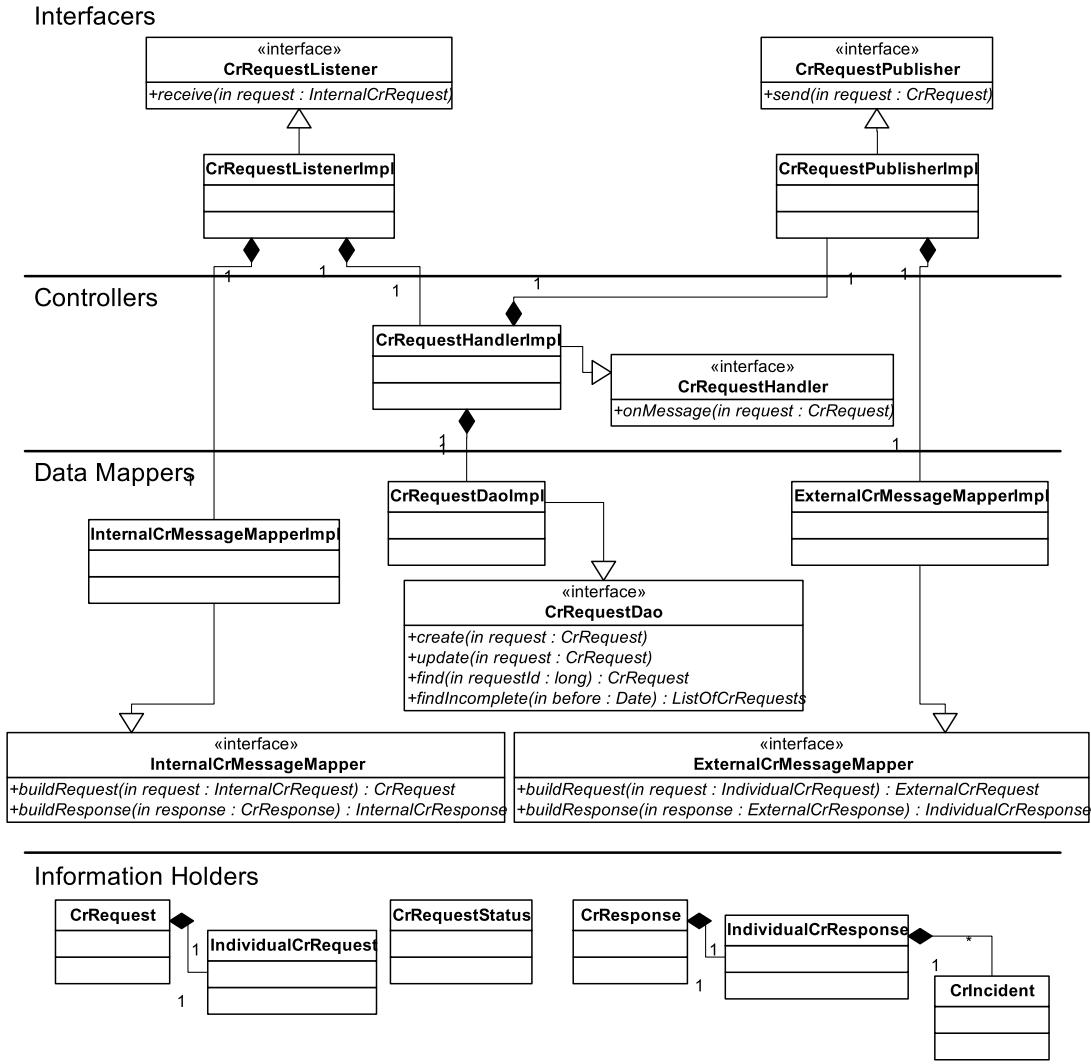 Interfacers
«interface»
CrRequestListener
+receive(in request : InternalCrRequest)
«interface»
CrRequestPublisher
+send(in request : CrRequest)
CrRequestListenerImpl
CrRequestPublisherImpl
1
1
1
1
1
1
Controllers
CrRequestHandlerImpl
«interface»
CrRequestHandler
+onMessage(in request : CrRequest)
1
1
1
Data Mappers
1
CrRequestDaoImpl
ExternalCrMessageMapperImpl
InternalCrMessageMapperImpl
«interface»
CrRequestDao
+create(in request : CrRequest)
+update(in request : CrRequest)
+find(in requestId : long) : CrRequest
+findIncomplete(in before : Date) : ListOfCrRequests
«interface»
InternalCrMessageMapper
+buildRequest(in request : InternalCrRequest) : CrRequest
+buildResponse(in response : CrResponse) : InternalCrResponse
«interface»
ExternalCrMessageMapper
+buildRequest(in request : IndividualCrRequest) : ExternalCrRequest
+buildResponse(in response : ExternalCrResponse) : IndividualCrResponse
Information Holders
CrRequest
1
IndividualCrRequest
1
CrRequestStatus
CrResponse
1
1
IndividualCrResponse
*
1
CrIncident